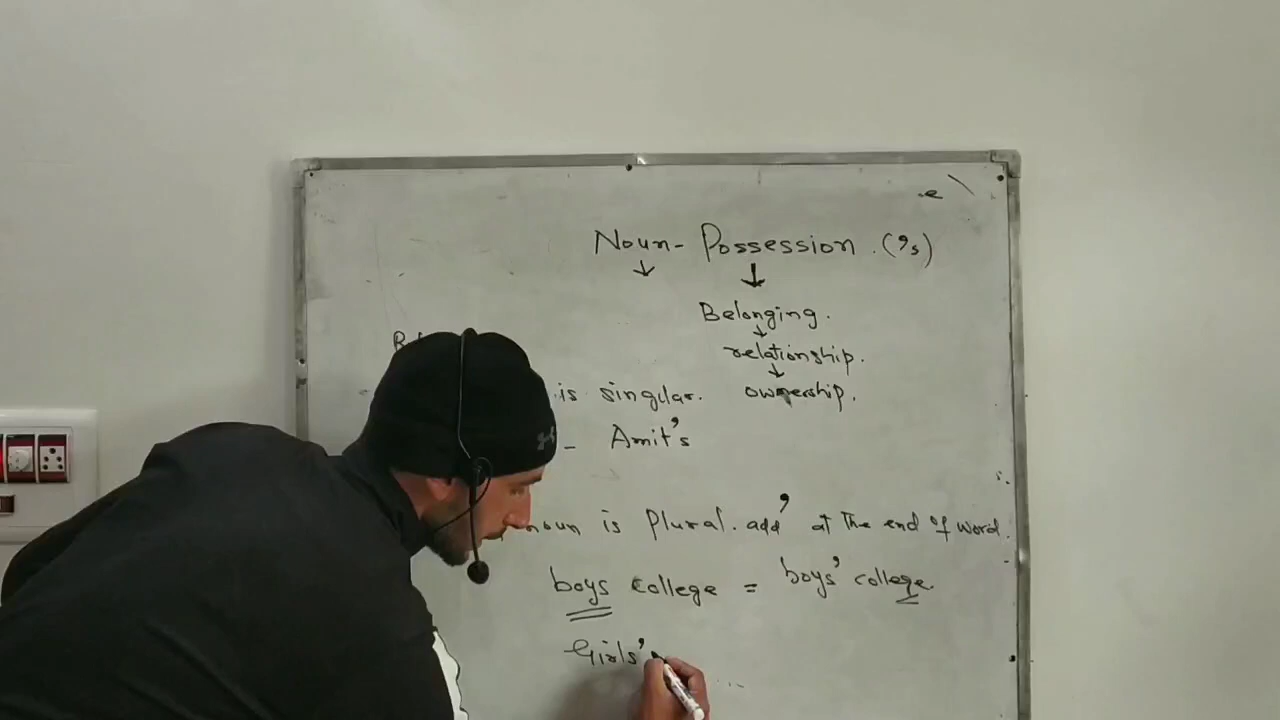 Noun- Possession. ('s)
Belonging.
relationship.
is singular. ownership.
- Amit's
noun is Plural. add ' at the end of word.
boys college = boys' college.
Girls'